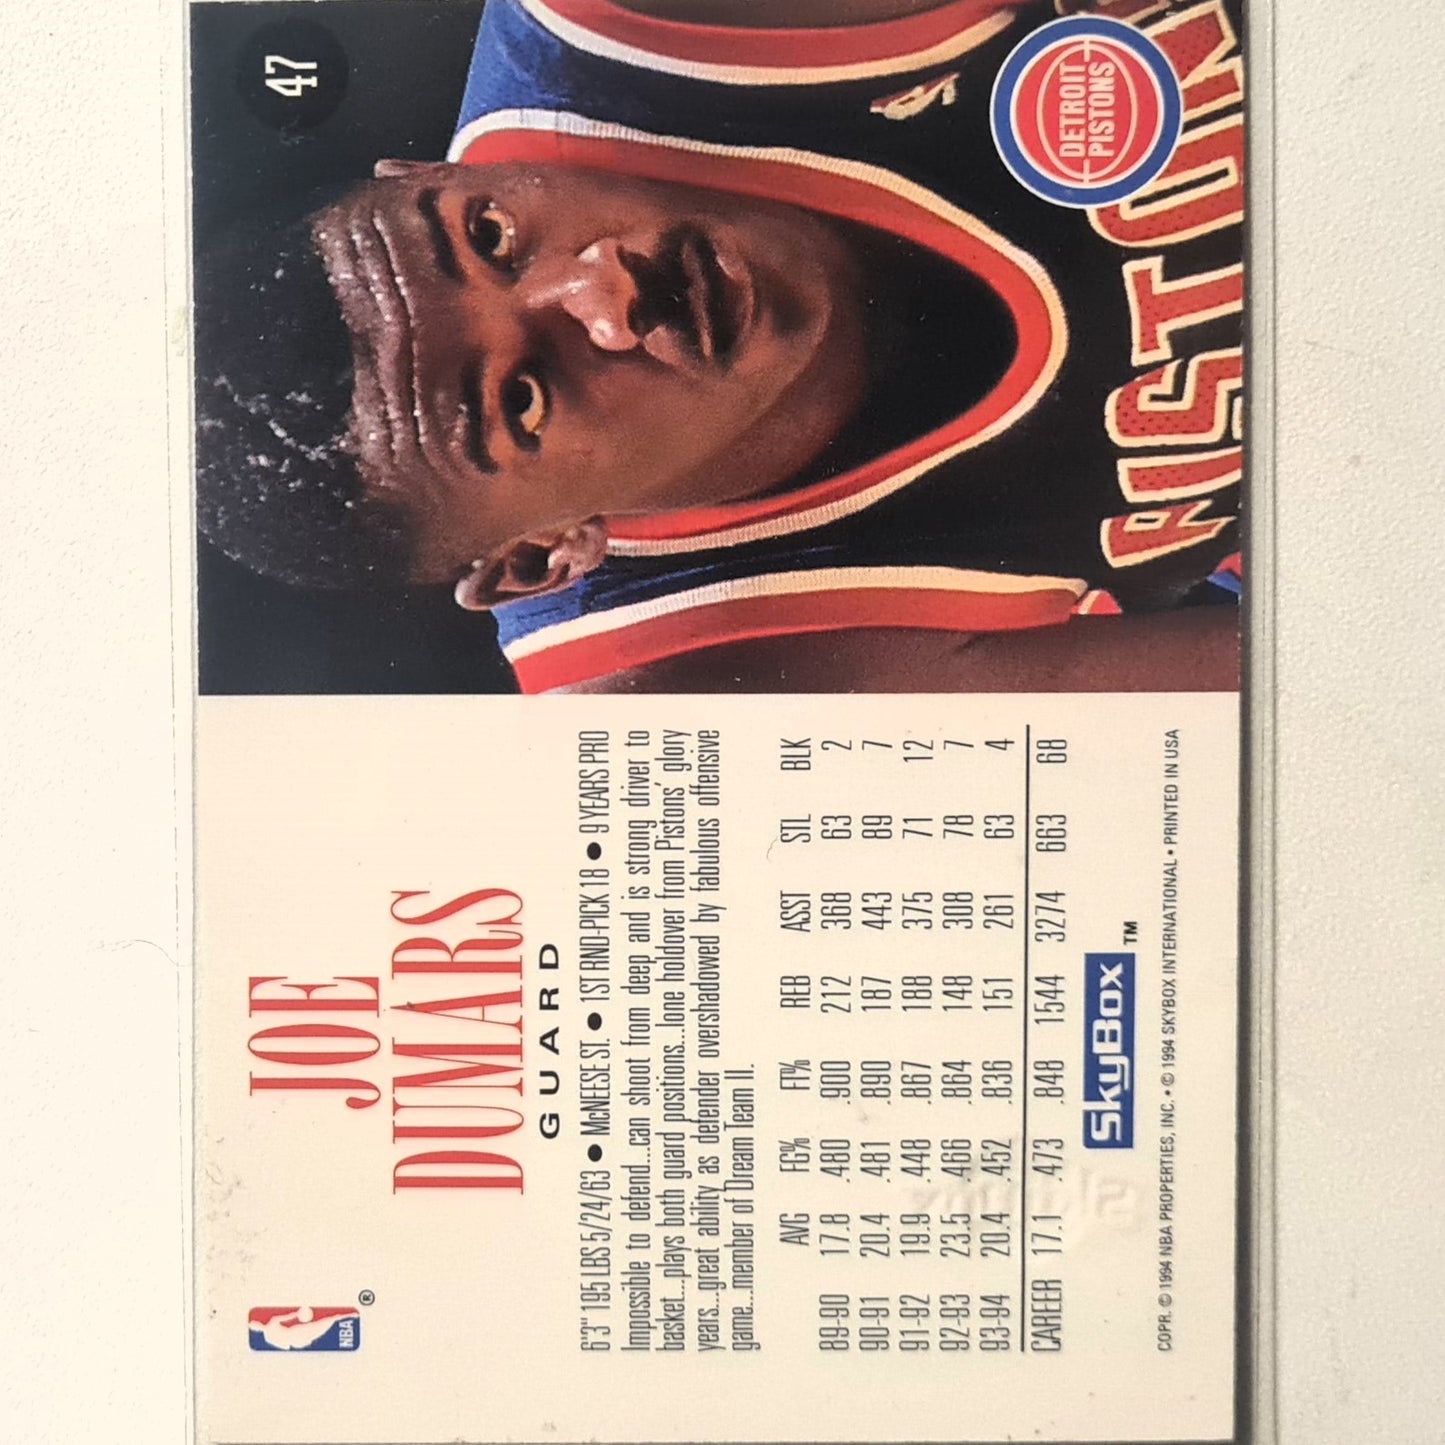 47
DETROIT
PISTONS
PISTON
JOE
DUMARS
GUARD
NBA ®
6'3" 195 LBS 5/24/63 ● McNEESE ST. ● 1ST RND-PICK 18 ● 9 YEARS PRO
Impossible to defend...can shoot from deep and is strong driver to
basket...plays both guard positions...lone holdover from Pistons' glory
years...great ability as defender overshadowed by fabulous offensive
game...member of Dream Team II.
AVG FG% FT% REB ASST STL BLK
89-90 17.8 .480 .900 212 368 63 2
90-91 20.4 .481 .890 187 443 89 7
91-92 19.9 .448 .867 188 375 71 12
92-93 23.5 .466 .864 148 308 78 7
93-94 20.4 .452 .836 151 261 63 4
CAREER 17.1 .473 .848 1544 3274 663 68
SkyBox ™
COPR. © 1994 NBA PROPERTIES, INC. • © 1994 SKYBOX INTERNATIONAL • PRINTED IN USA